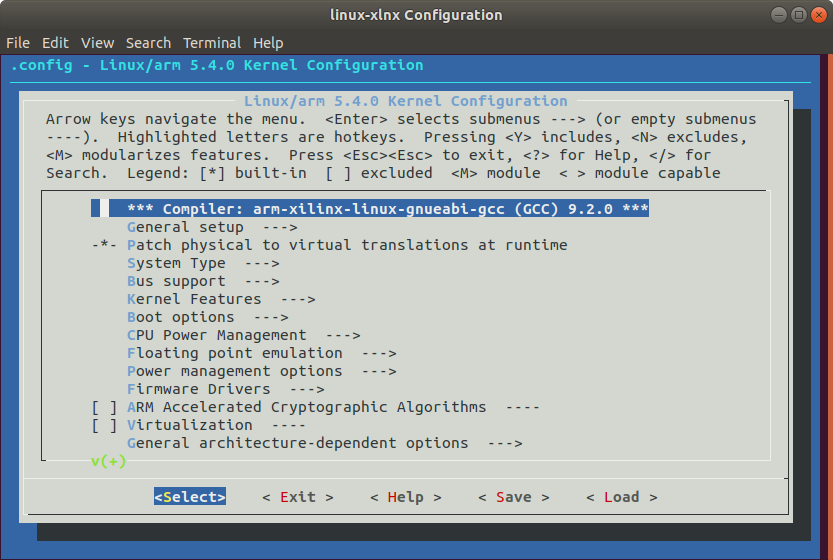 linux-xlnx Configuration
File Edit View Search Terminal Help
.config - Linux/arm 5.4.0 Kernel Configuration
Linux/arm 5.4.0 Kernel Configuration
Arrow keys navigate the menu.  <Enter> selects submenus ---> (or empty submenus
----).  Highlighted letters are hotkeys.  Pressing <Y> includes, <N> excludes,
<M> modularizes features.  Press <Esc><Esc> to exit, <?> for Help, </> for
Search.  Legend: [*] built-in  [ ] excluded  <M> module  < > module capable
*** Compiler: arm-xilinx-linux-gnueabi-gcc (GCC) 9.2.0 ***
General setup  --->
-*- Patch physical to virtual translations at runtime
System Type  --->
Bus support  --->
Kernel Features  --->
Boot options  --->
CPU Power Management  --->
Floating point emulation  --->
Power management options  --->
Firmware Drivers  --->
[ ] ARM Accelerated Cryptographic Algorithms  ----
[ ] Virtualization  ----
General architecture-dependent options  --->
v(+)
<Select>    < Exit >    < Help >    < Save >    < Load >